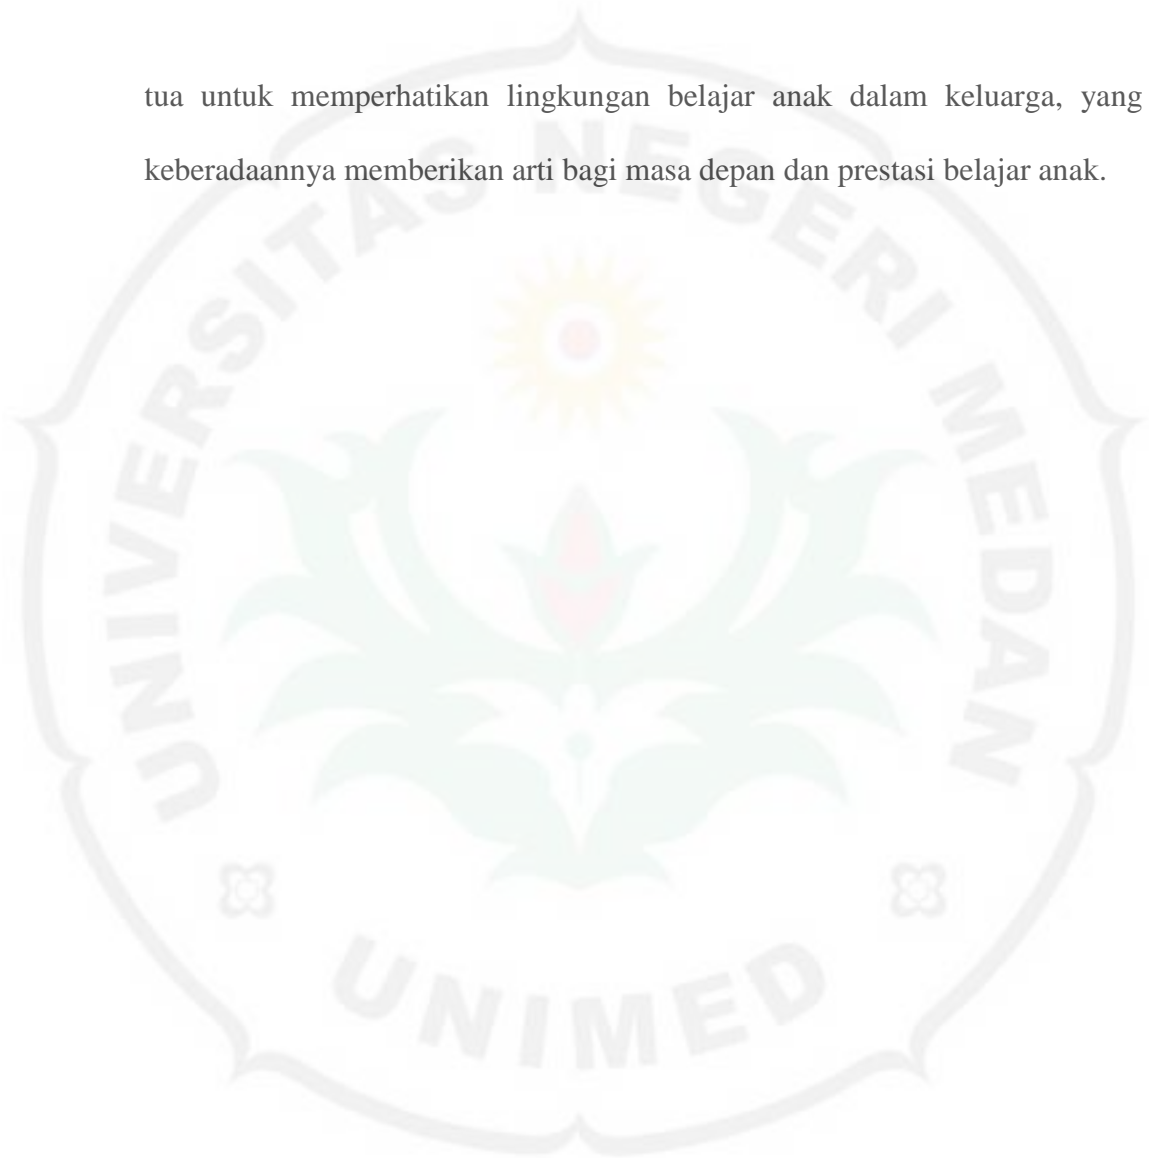 tua untuk memperhatikan lingkungan belajar anak dalam keluarga, yang
keberadaannya memberikan arti bagi masa depan dan prestasi belajar anak.
UNIVERSITAS NEGERI MEDAN
UNIMED